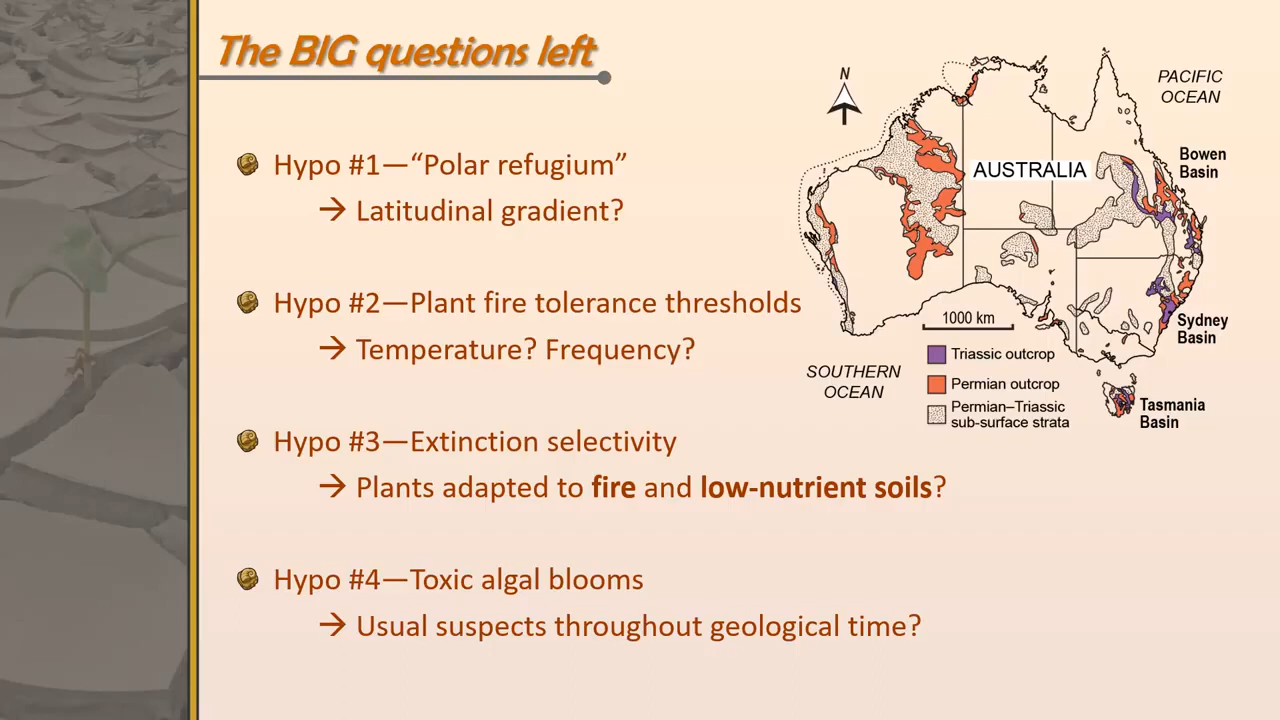 The BIG questions left
Hypo #1—“Polar refugium”
→ Latitudinal gradient?
Hypo #2—Plant fire tolerance thresholds
→ Temperature? Frequency?
Hypo #3—Extinction selectivity
→ Plants adapted to fire and low-nutrient soils?
Hypo #4—Toxic algal blooms
→ Usual suspects throughout geological time?
N
PACIFIC
OCEAN
AUSTRALIA
Bowen
Basin
1000 km
Sydney
Basin
SOUTHERN
OCEAN
Triassic outcrop
Permian outcrop
Permian–Triassic
sub-surface strata
Tasmania
Basin